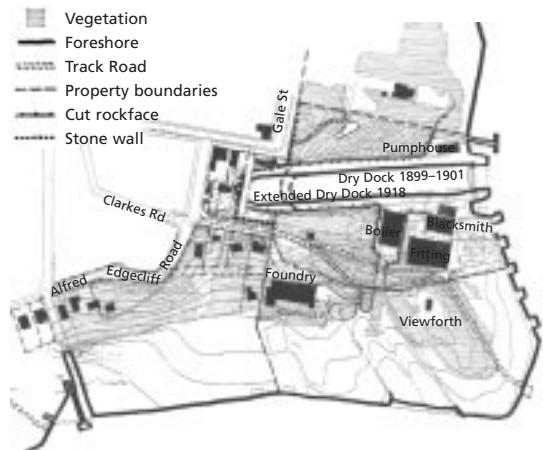 Vegetation
Foreshore
Track Road
Property boundaries
Cut rockface
Stone wall
Gale St
Pumphouse
Dry Dock 1899–1901
Extended Dry Dock 1918
Clarkes Rd
Boiler
Blacksmith
Fitting
Road
Edgecliff
Alfred
Foundry
Viewforth